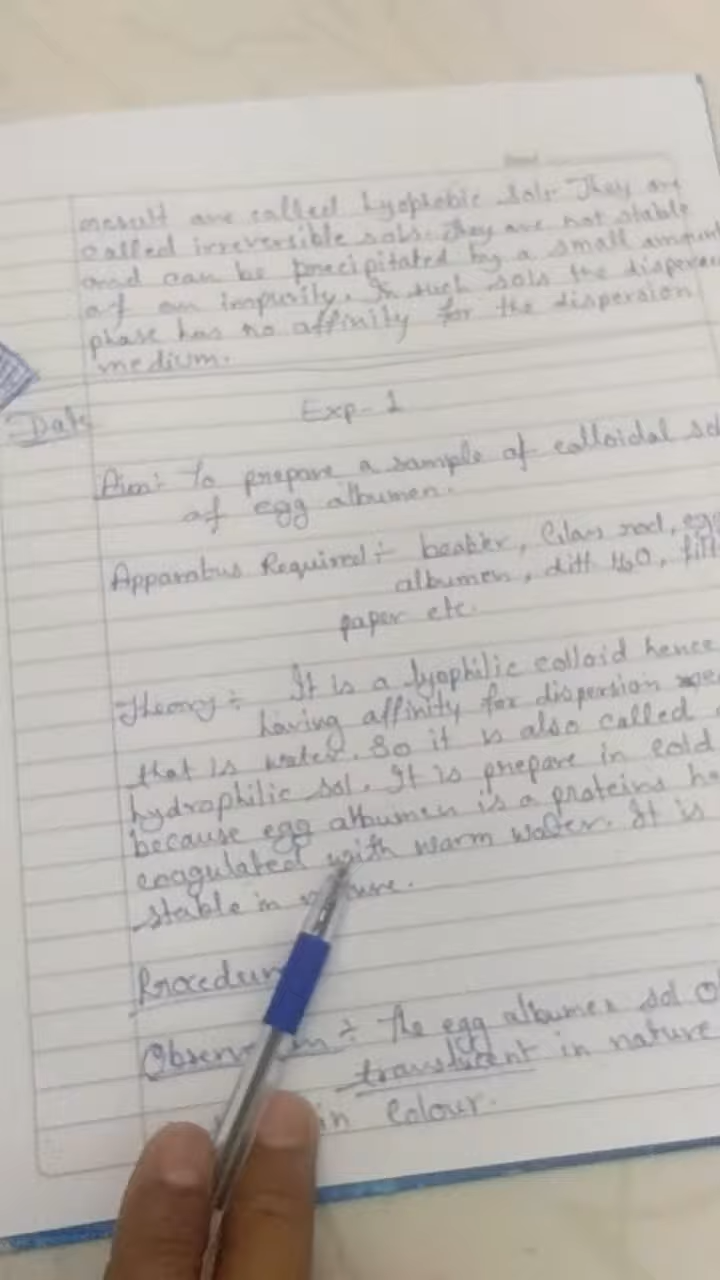 result are called Lyophobic sols. They are
called irreversible sols. They are not stable
and can be precipitated by a small amount
of an impurity. In such sols the dispersed
phase has no affinity for the dispersion
medium.
Date
Exp- 1
Aim:- To prepare a sample of colloidal sol
of egg albumen.
Apparatus Required ÷ beaker, Glass rod, egg
albumen, distt H2O, filt
paper etc.
Theory ÷ It is a lyophilic colloid hence
having affinity for dispersion
that is water. So it is also called
hydrophilic sol. It is prepare in cold
because egg albumen is a proteins
coagulated with warm water. It is
stable in
Procedur
÷ The egg albumen sol
translucent in nature
in Colour.